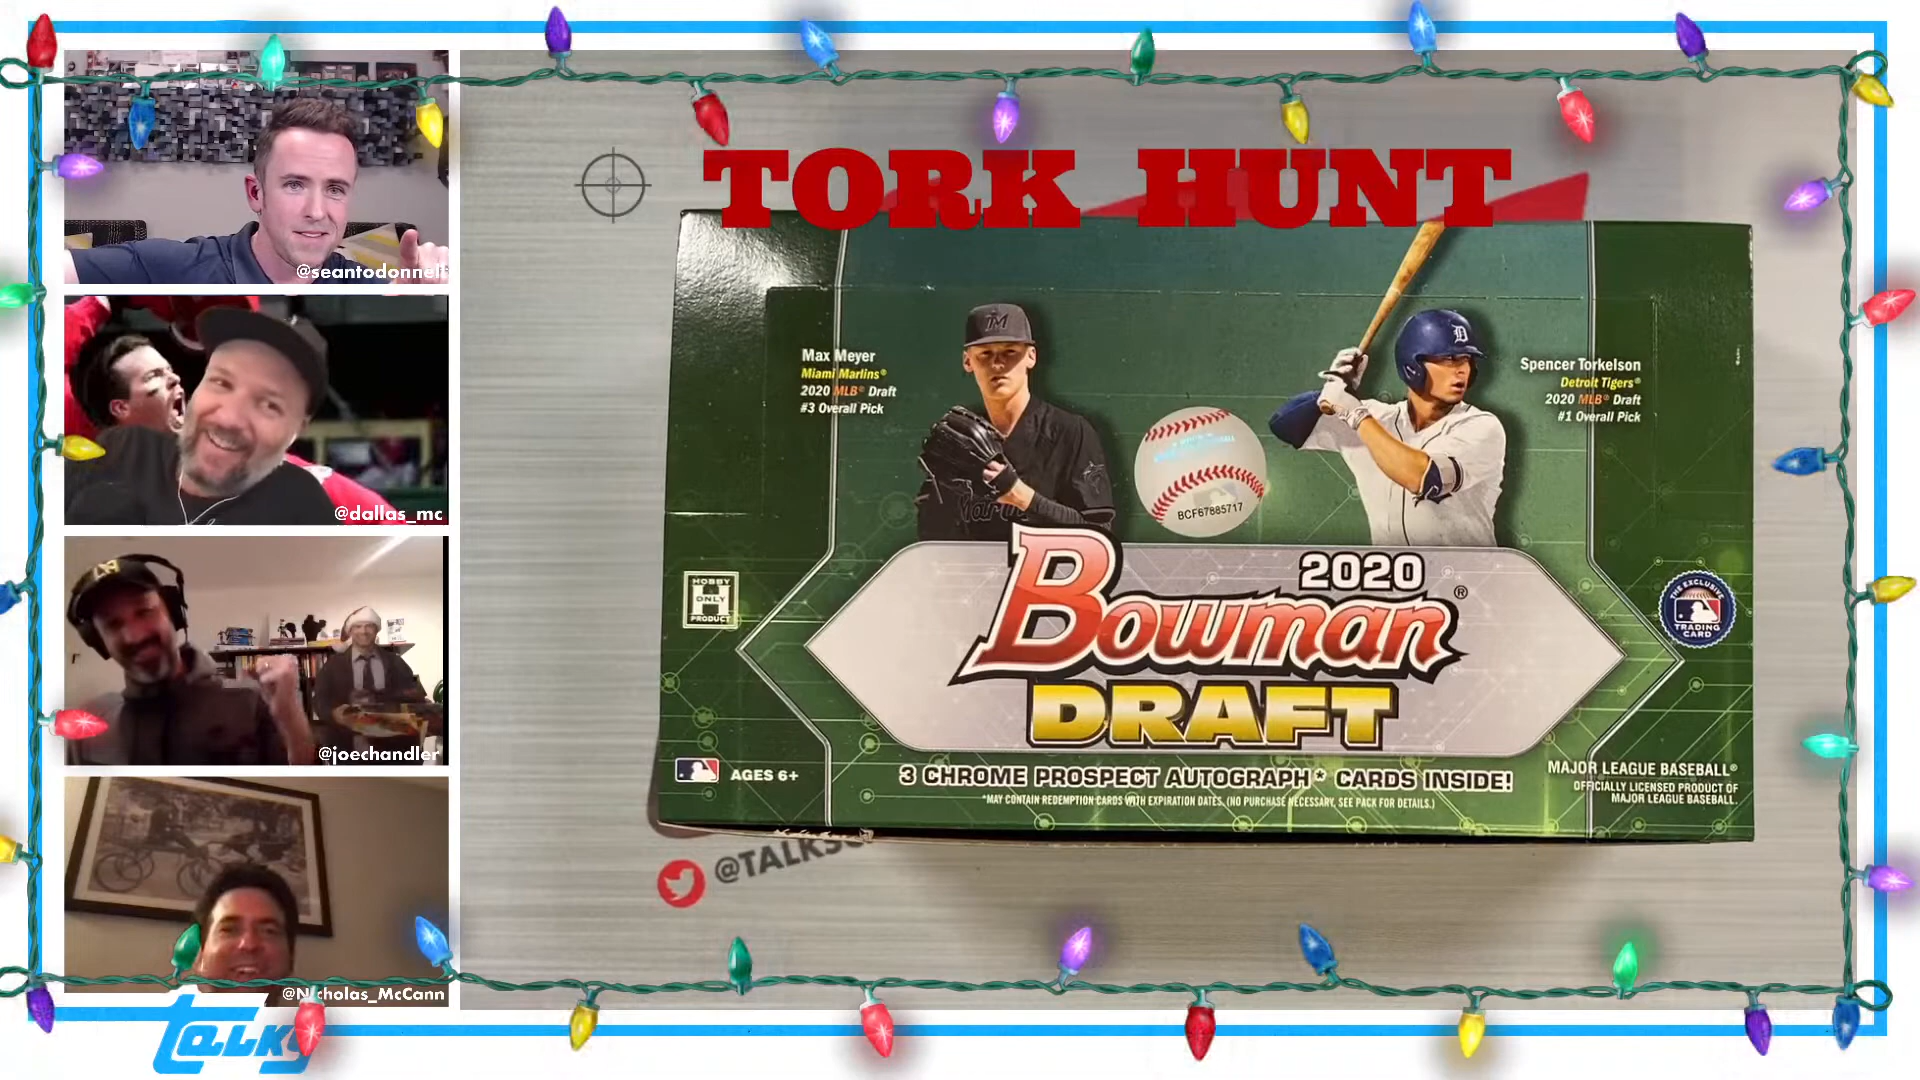 TORK HUNT
@seantodonnell
@dallas_mc
@joechandler
@Nicholas_McCann
Talks
Max Meyer
Miami Marlins®
2020 MLB® Draft
#3 Overall Pick
Spencer Torkelson
Detroit Tigers®
2020 MLB® Draft
#1 Overall Pick
M
D
BCF67885717
2020
Bowman®
DRAFT
HOBBY
H
ONLY
PRODUCT
THE EXCLUSIVE
TRADING
CARD
AGES 6+
3 CHROME PROSPECT AUTOGRAPH* CARDS INSIDE!
*MAY CONTAIN REDEMPTION CARDS WITH EXPIRATION DATES. (NO PURCHASE NECESSARY, SEE PACK FOR DETAILS.)
MAJOR LEAGUE BASEBALL®
OFFICIALLY LICENSED PRODUCT OF
MAJOR LEAGUE BASEBALL.